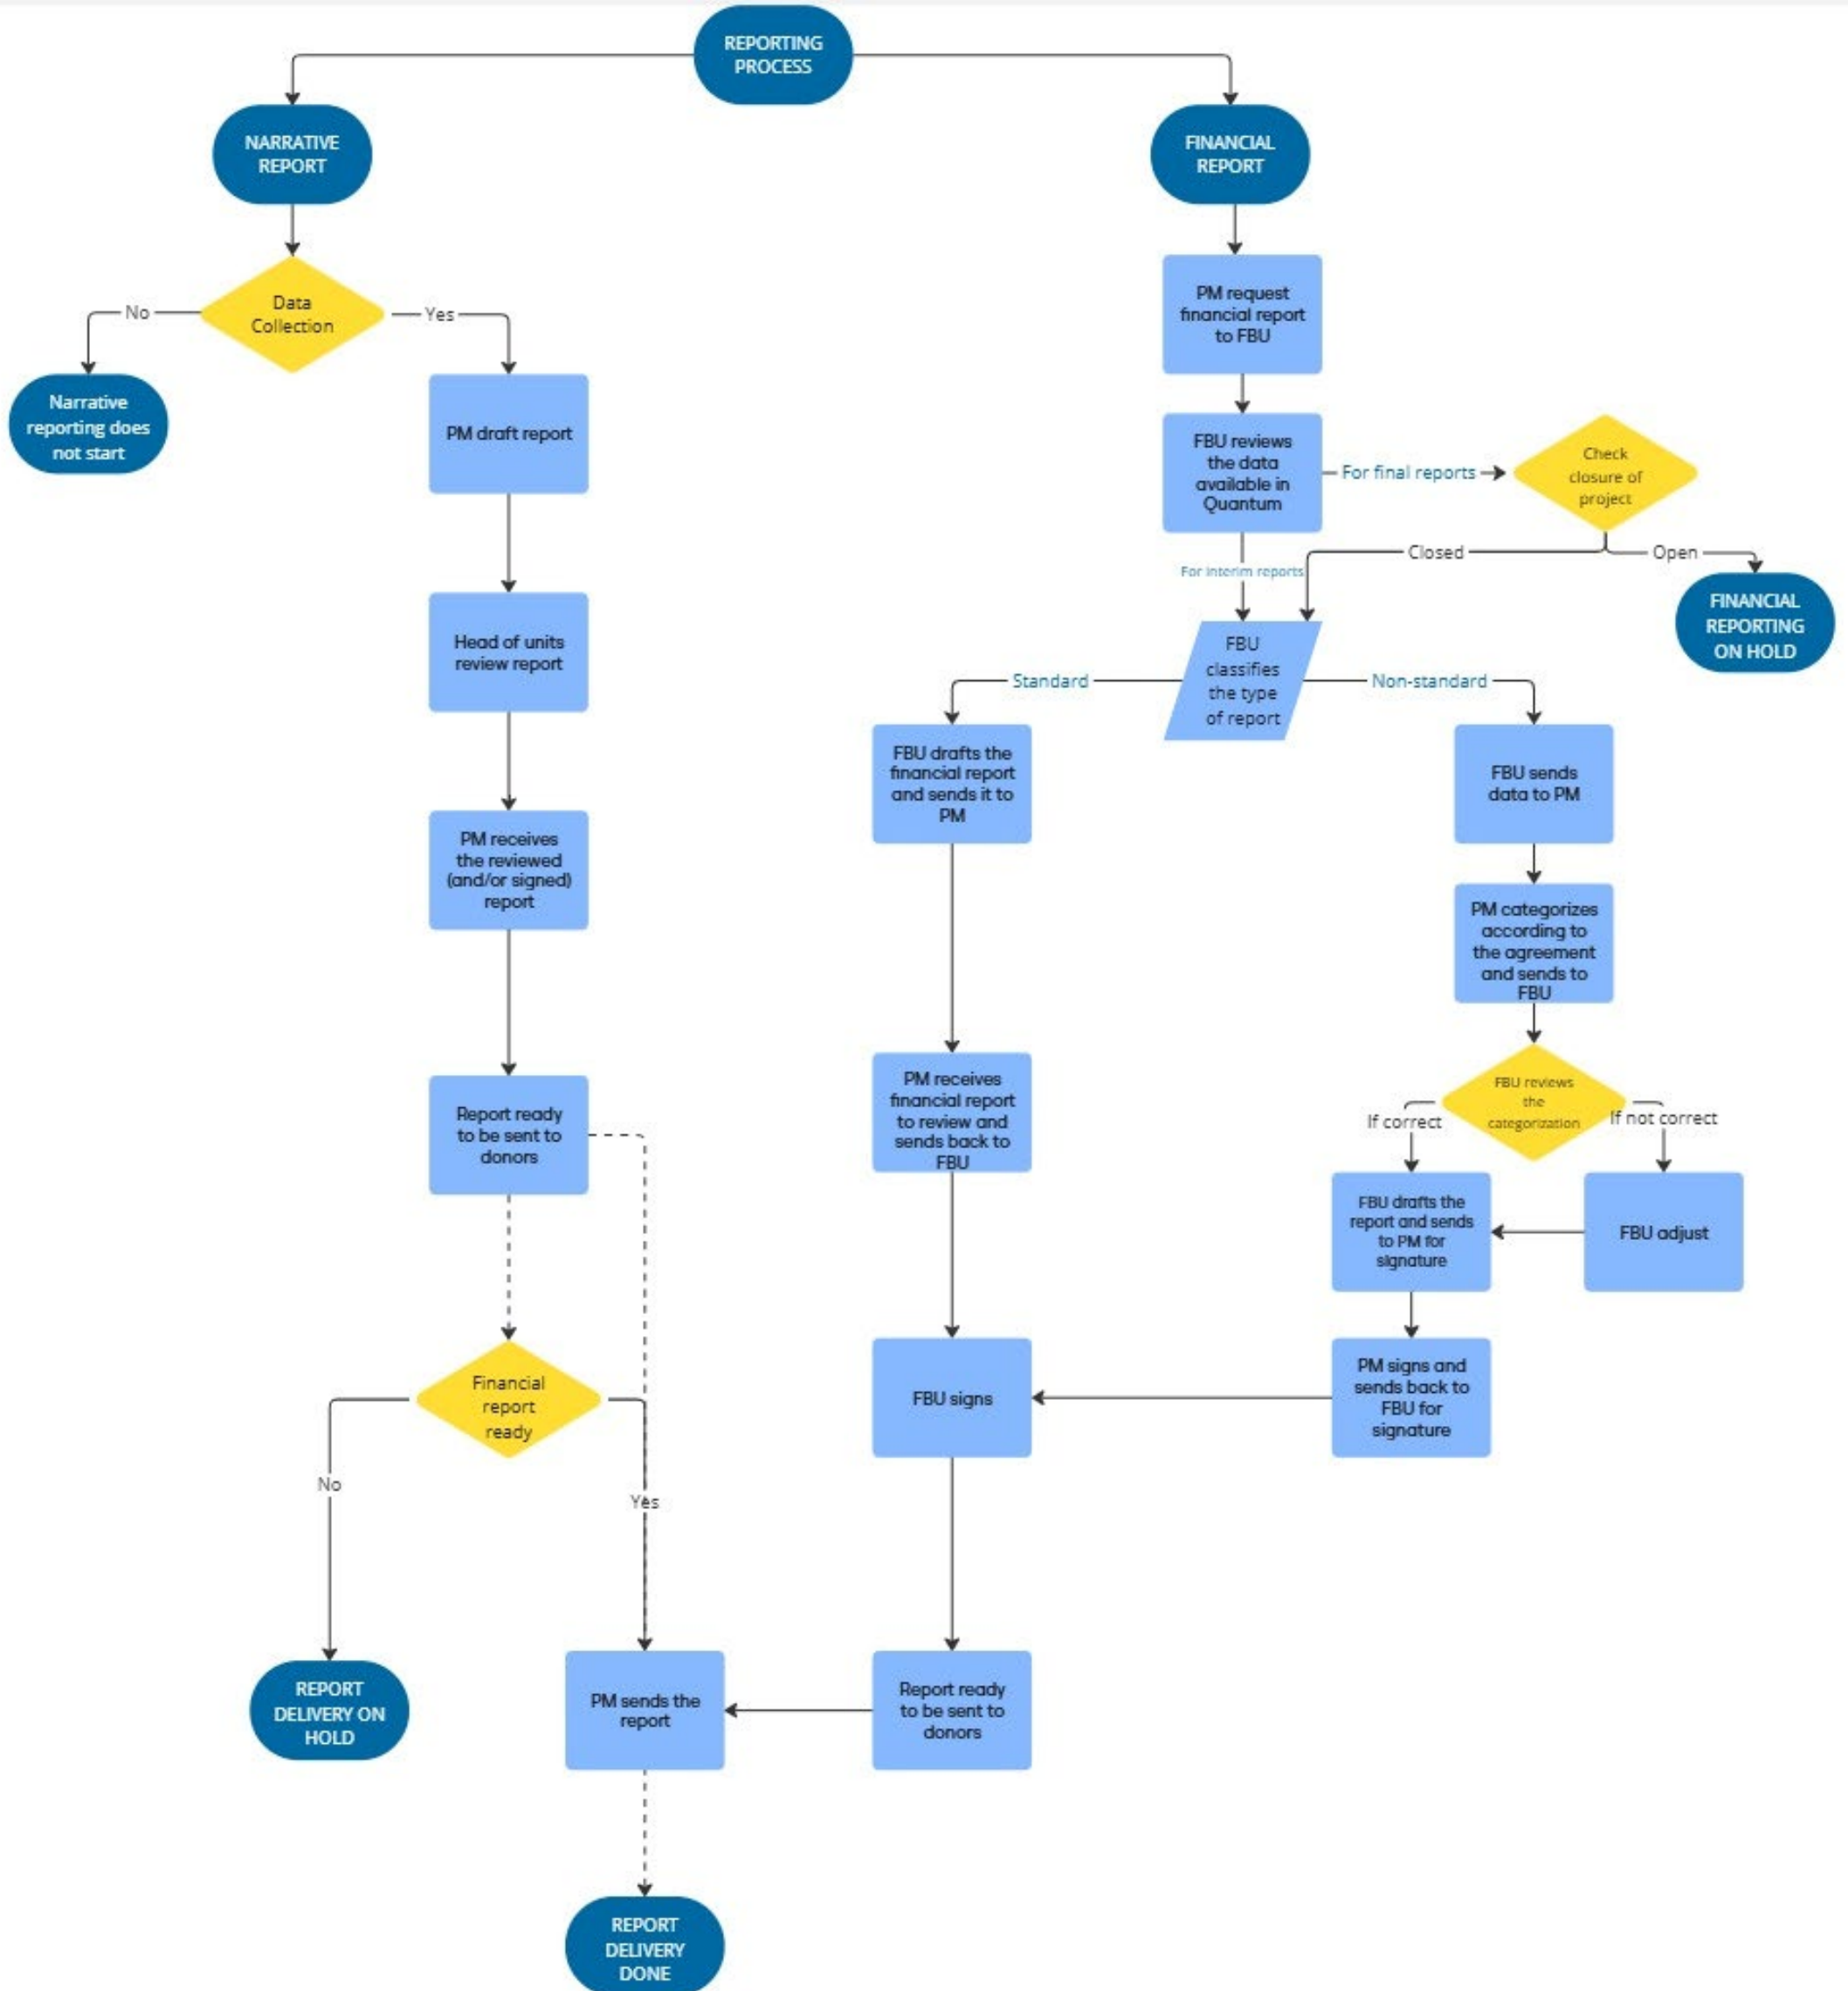 REPORTING
PROCESS
NARRATIVE
REPORT
FINANCIAL
REPORT
Data
Collection
No
Yes
Narrative
reporting does
not start
PM draft report
Head of units
review report
PM receives
the reviewed
(and/or signed)
report
Report ready
to be sent to
donors
Financial
report
ready
No
Yes
REPORT
DELIVERY ON
HOLD
PM sends the
report
REPORT
DELIVERY
DONE
PM request
financial report
to FBU
FBU reviews
the data
available in
Quantum
For final reports
Check
closure of
project
Closed
Open
For interim reports
FINANCIAL
REPORTING
ON HOLD
FBU
classifies
the type
of report
Standard
Non-standard
FBU drafts the
financial report
and sends it to
PM
PM receives
financial report
to review and
sends back to
FBU
FBU signs
Report ready
to be sent to
donors
FBU sends
data to PM
PM categorizes
according to
the agreement
and sends to
FBU
FBU reviews
the
categorization
If correct
If not correct
FBU drafts the
report and sends
to PM for
signature
FBU adjust
PM signs and
sends back to
FBU for
signature